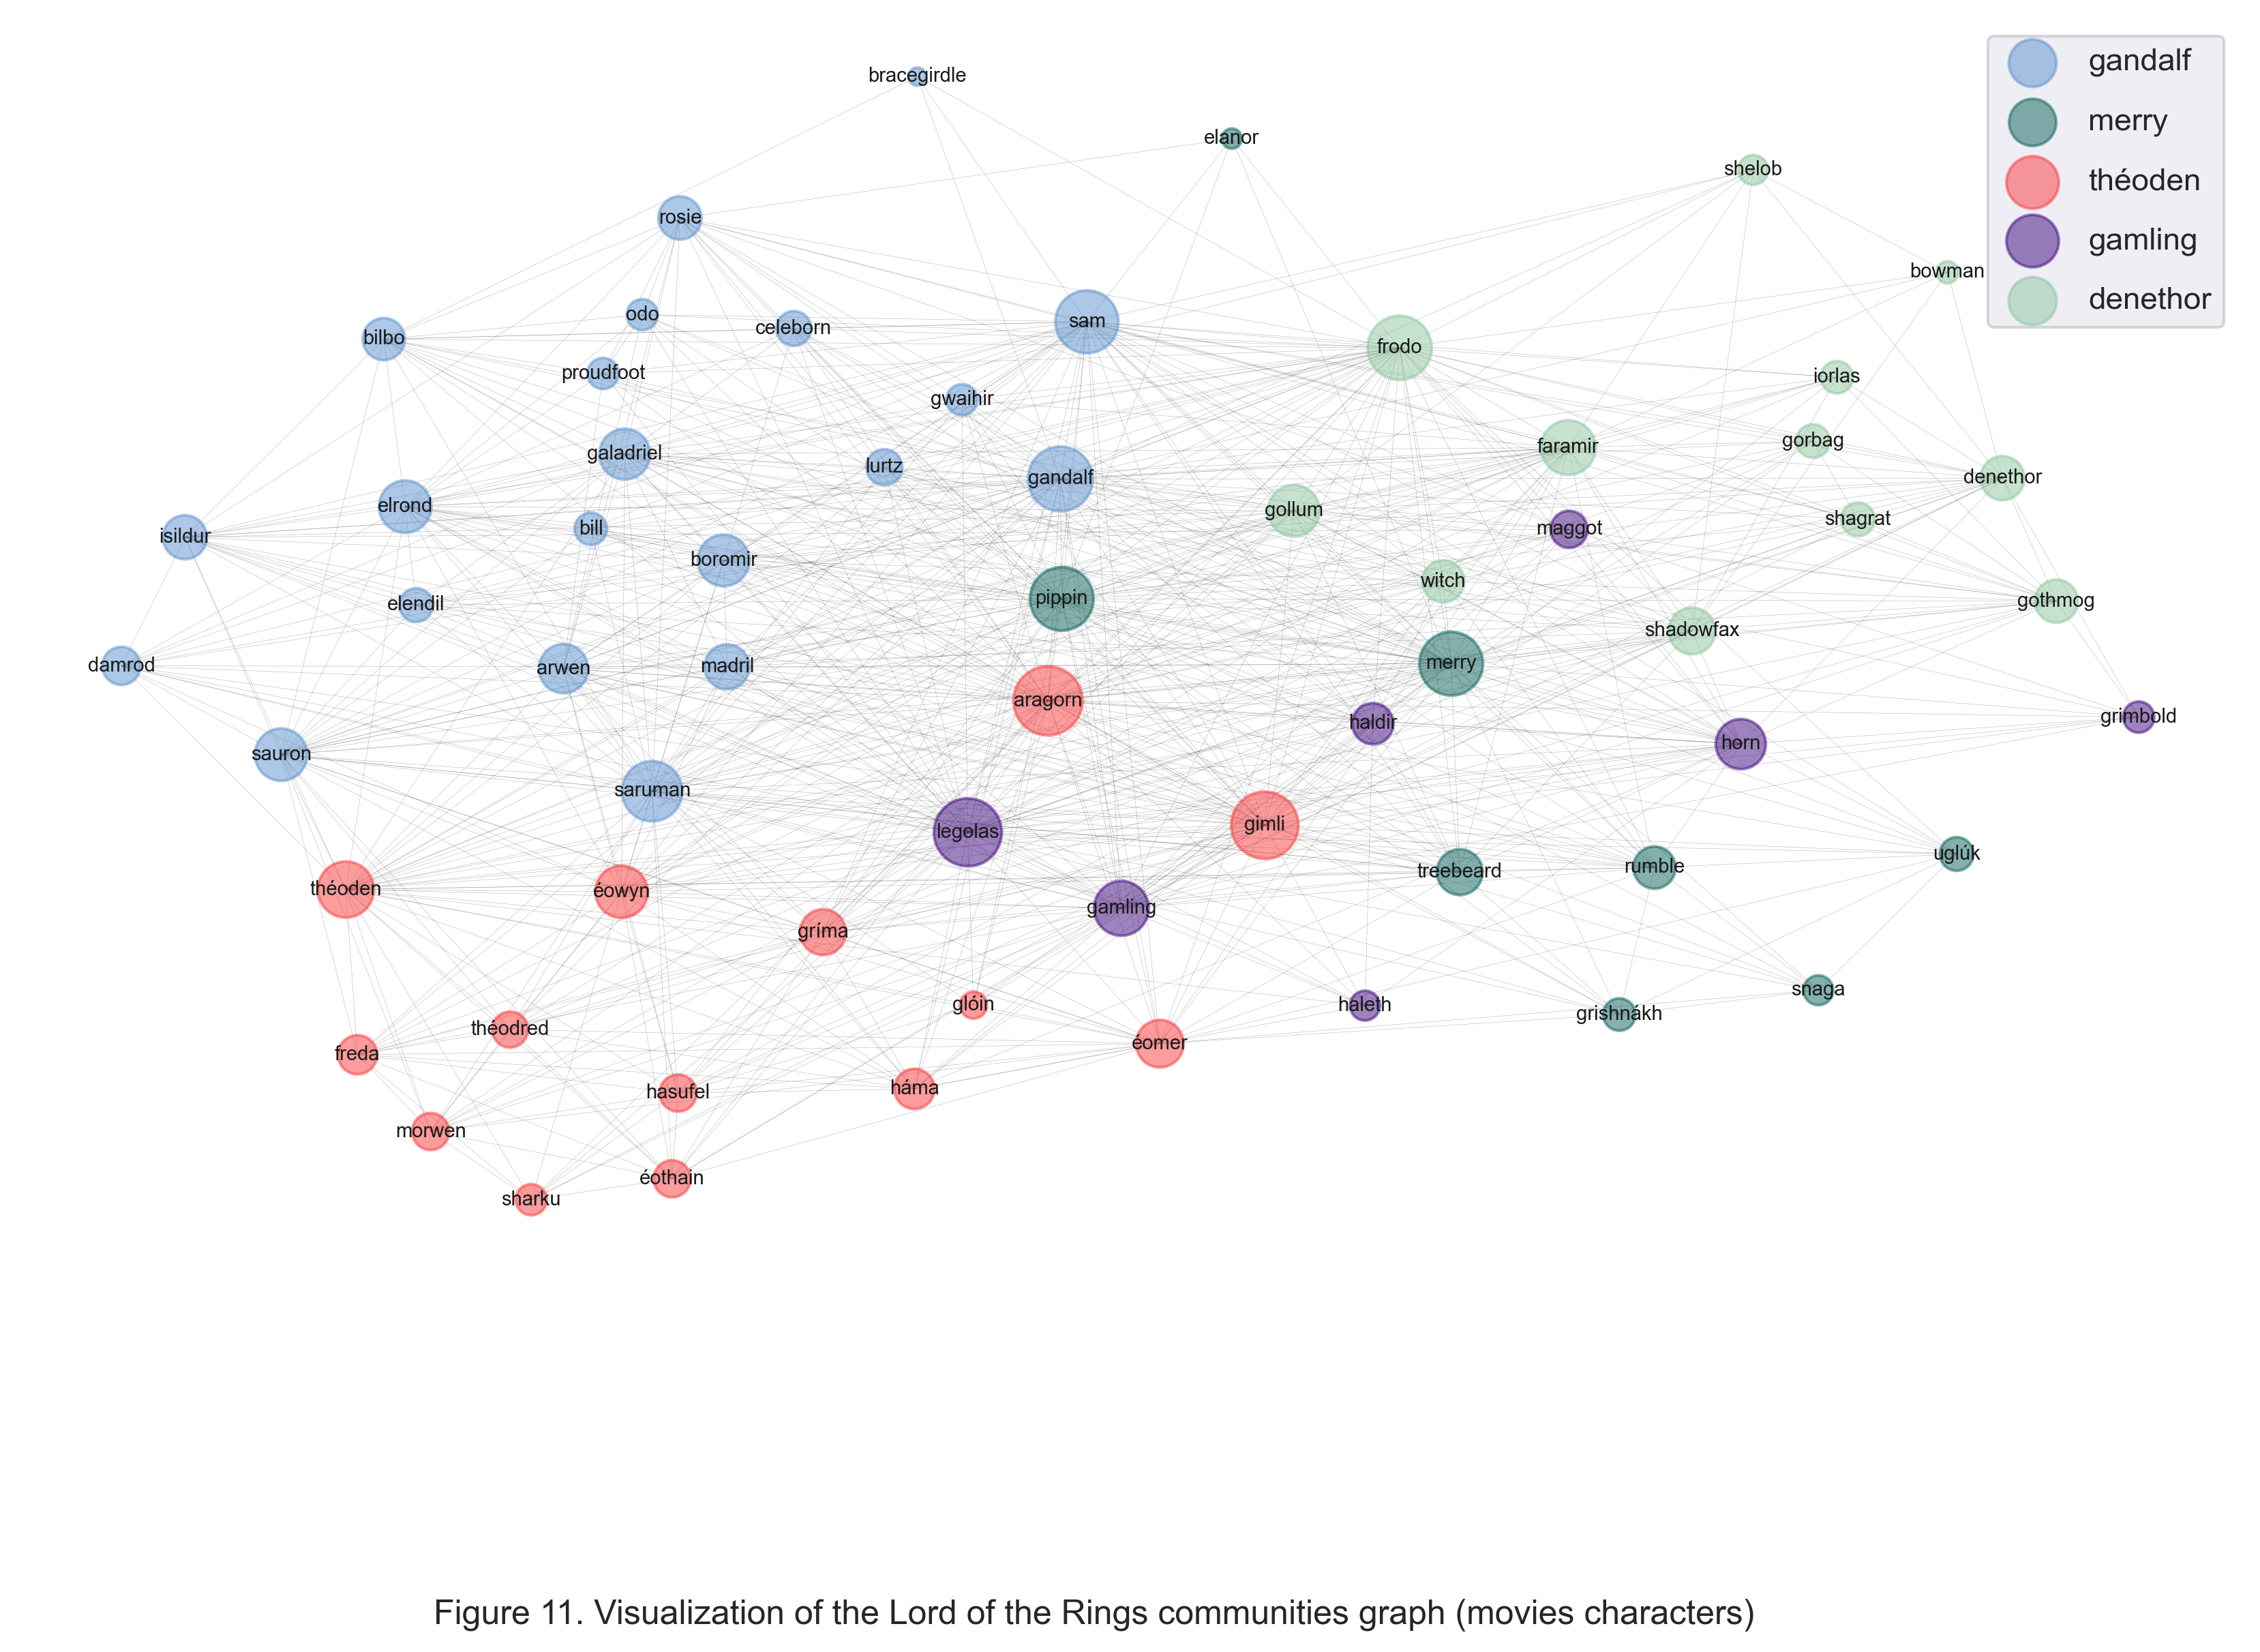 bracegirdle
gandalf
merry
théoden
gamling
denethor
elanor
shelob
rosie
bowman
odo
celeborn
sam
bilbo
frodo
proudfoot
iorlas
gwaihir
galadriel
lurtz
gandalf
faramir
gorbag
denethor
elrond
gollum
isildur
bill
maggot
shagrat
boromir
witch
elendil
pippin
gothmog
shadowfax
damrod
arwen
madril
merry
aragorn
haldir
grimbold
sauron
horn
saruman
legolas
gimli
uglúk
théoden
éowyn
treebeard
rumble
gríma
gamling
snaga
glóin
haleth
grishnákh
théodred
freda
éomer
hasufel
háma
morwen
éothain
sharku
Figure 11. Visualization of the Lord of the Rings communities graph (movies characters)